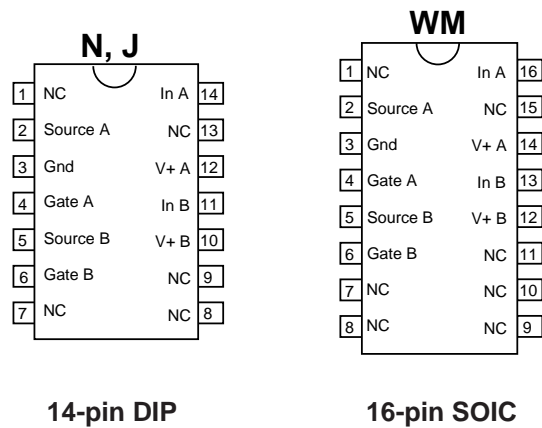 N, J
1 NC In A 14
2 Source A NC 13
3 Gnd V+ A 12
4 Gate A In B 11
5 Source B V+ B 10
6 Gate B NC 9
7 NC NC 8
14-pin DIP
WM
1 NC In A 16
2 Source A NC 15
3 Gnd V+ A 14
4 Gate A In B 13
5 Source B V+ B 12
6 Gate B NC 11
7 NC NC 10
8 NC NC 9
16-pin SOIC